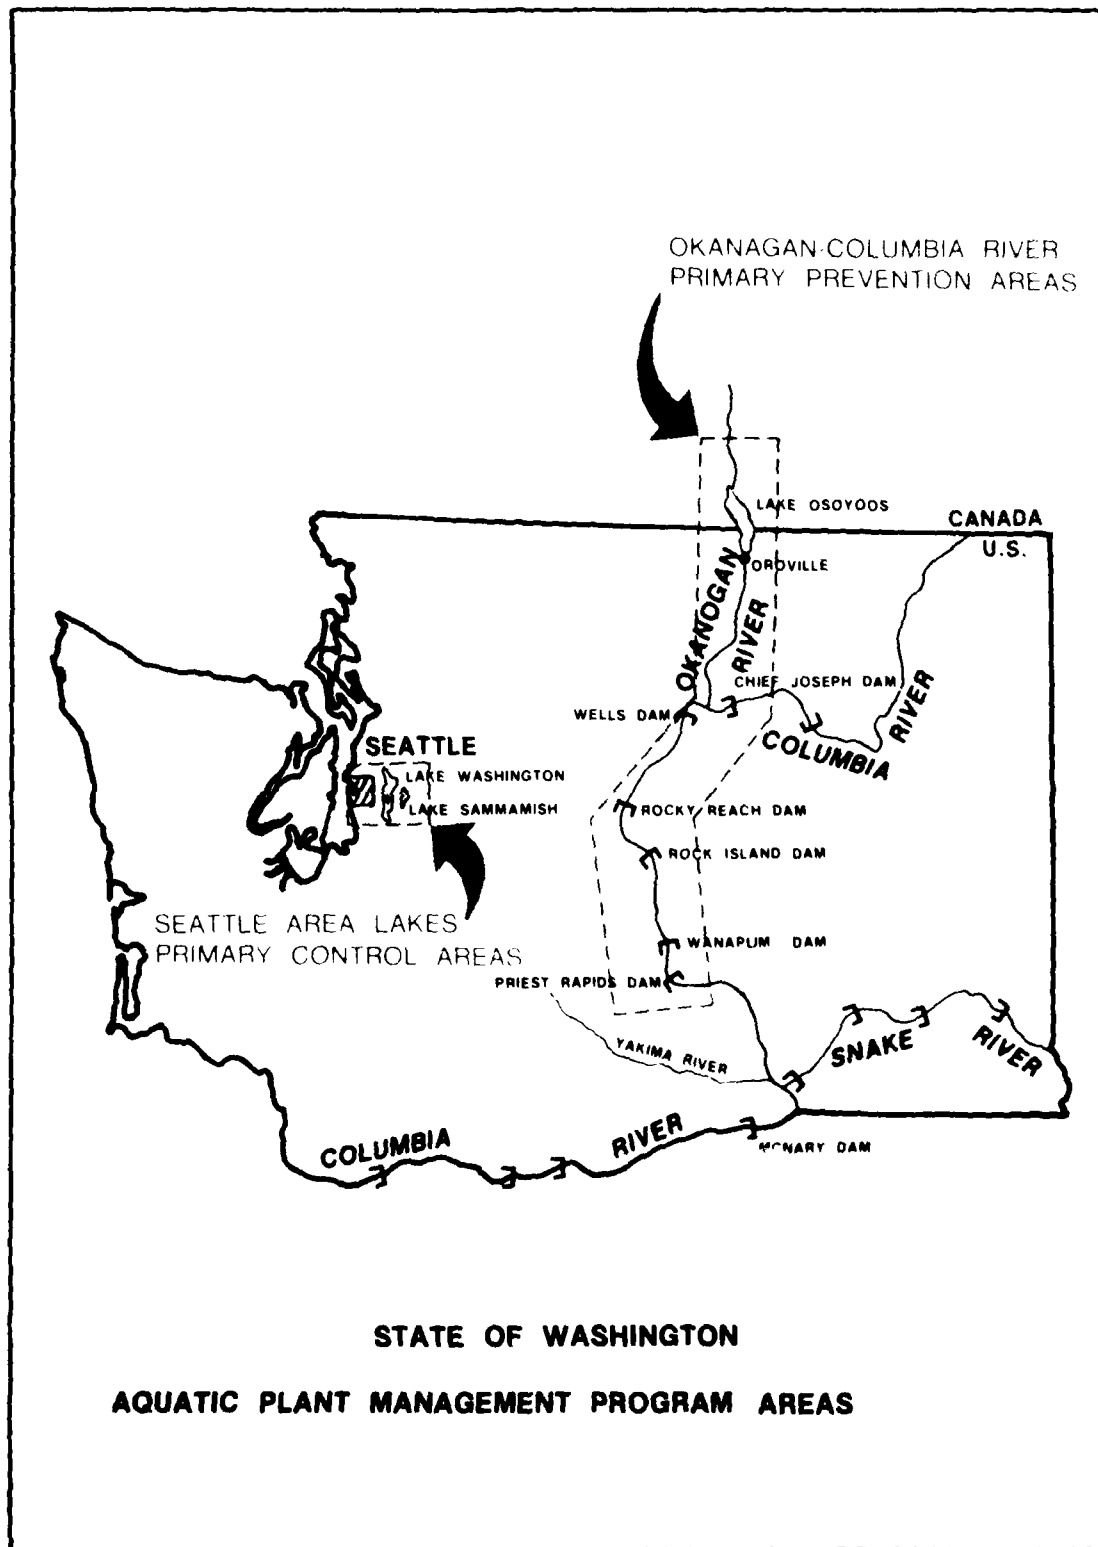 OKANAGAN-COLUMBIA RIVER
PRIMARY PREVENTION AREAS
LAKE OSOYOOS
CANADA
U.S.
OROVILLE
OKANOGAN
RIVER
CHIEF JOSEPH DAM
WELLS DAM
COLUMBIA
RIVER
SEATTLE
LAKE WASHINGTON
LAKE SAMMAMISH
ROCKY REACH DAM
ROCK ISLAND DAM
SEATTLE AREA LAKES
PRIMARY CONTROL AREAS
WANAPUM DAM
PRIEST RAPIDS DAM
YAKIMA RIVER
SNAKE
RIVER
COLUMBIA
RIVER
MCNARY DAM
STATE OF WASHINGTON
AQUATIC PLANT MANAGEMENT PROGRAM AREAS